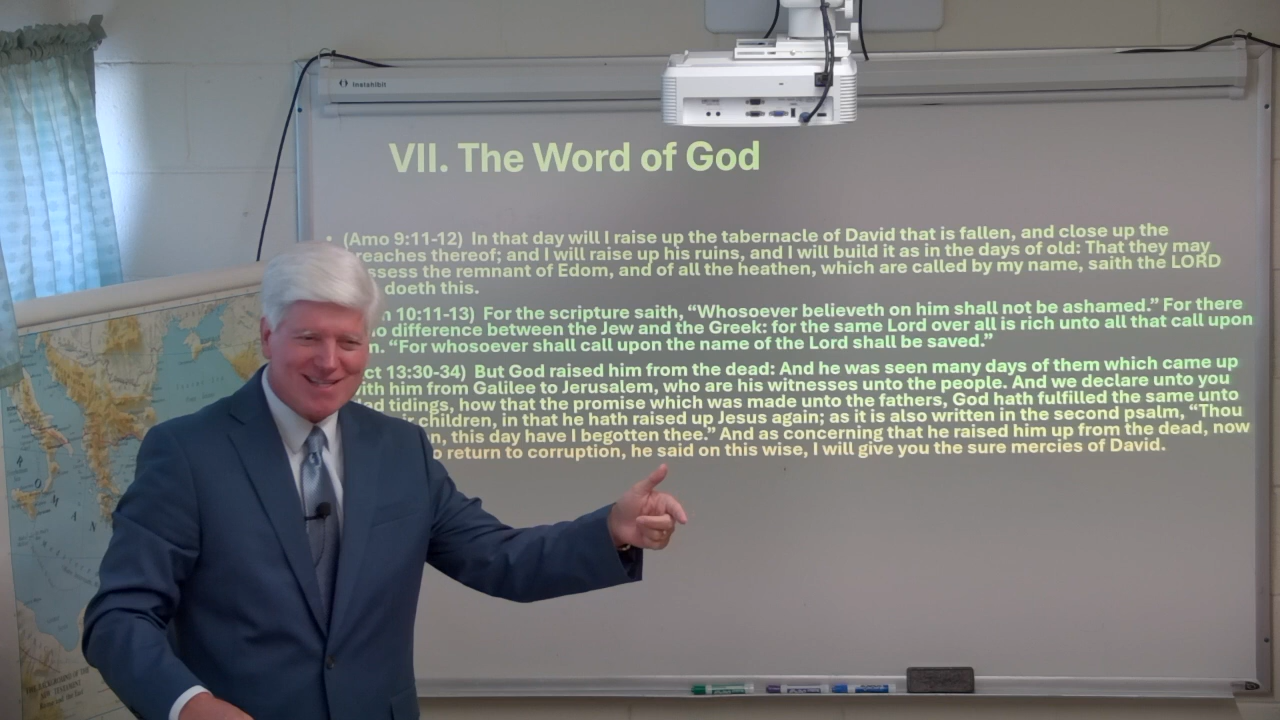 Instahibit
VII. The Word of God
• (Amo 9:11-12) In that day will I raise up the tabernacle of David that is fallen, and close up the
reaches thereof; and I will raise up his ruins, and I will build it as in the days of old: That they may
ssess the remnant of Edom, and of all the heathen, which are called by my name, saith the LORD
doeth this.
10:11-13) For the scripture saith, “Whosoever believeth on him shall not be ashamed.” For there
o difference between the Jew and the Greek: for the same Lord over all is rich unto all that call upon
“For whosoever shall call upon the name of the Lord shall be saved.”
ct 13:30-34) But God raised him from the dead: And he was seen many days of them which came up
ith him from Galilee to Jerusalem, who are his witnesses unto the people. And we declare unto you
ed tidings, how that the promise which was made unto the fathers, God hath fulfilled the same unto
children, in that he hath raised up Jesus again; as it is also written in the second psalm, “Thou
n, this day have I begotten thee.” And as concerning that he raised him up from the dead, now
o return to corruption, he said on this wise, I will give you the sure mercies of David.